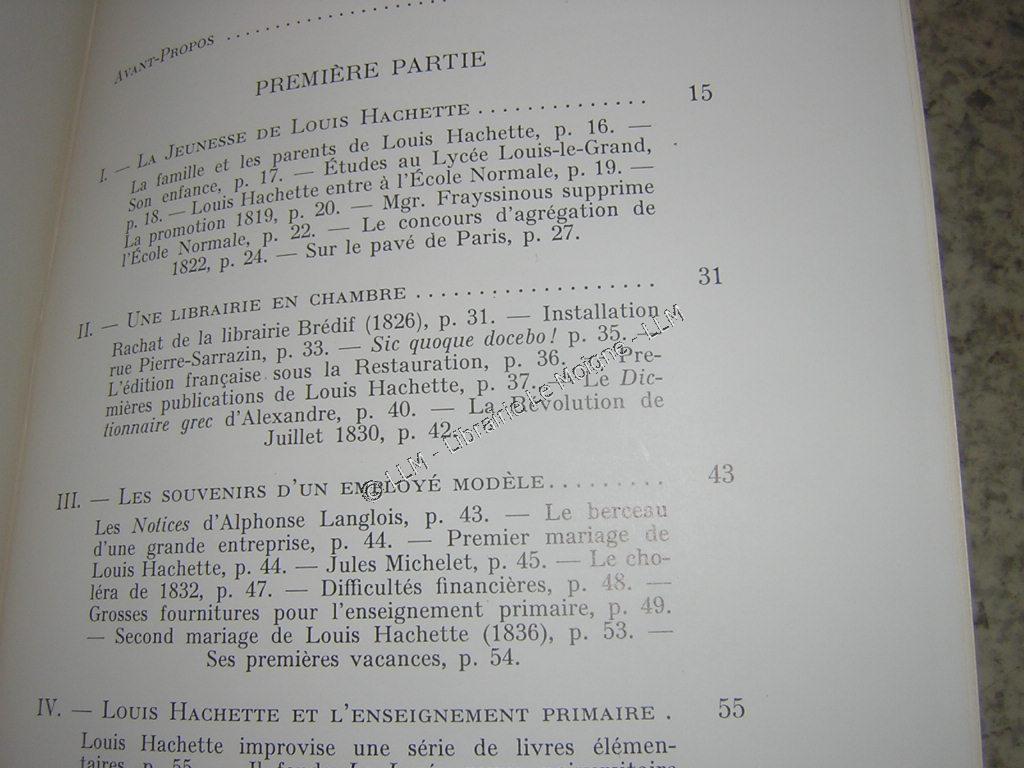 AVANT-PROPOS ....................
PREMIÈRE PARTIE
I. — LA JEUNESSE DE LOUIS HACHETTE .............. 15
La famille et les parents de Louis Hachette, p. 16. —
Son enfance, p. 17. — Études au Lycée Louis-le-Grand,
p. 18. — Louis Hachette entre à l'École Normale, p. 19. —
La promotion 1819, p. 20. — Mgr. Frayssinous supprime
l'École Normale, p. 22. — Le concours d'agrégation de
1822, p. 24. — Sur le pavé de Paris, p. 27.
II. — UNE LIBRAIRIE EN CHAMBRE .................... 31
Rachat de la librairie Brédif (1826), p. 31. — Installation
rue Pierre-Sarrazin, p. 33. — Sic quoque docebo! p. 35. —
L'édition française sous la Restauration, p. 36. — Pre-
mières publications de Louis Hachette, p. 37. — Le Dic-
tionnaire grec d'Alexandre, p. 40. — La Révolution de
Juillet 1830, p. 42.
© LLM - Librairie Le Moigne - LLM
III. — LES SOUVENIRS D'UN EMPLOYÉ MODÈLE ......... 43
Les Notices d'Alphonse Langlois, p. 43. — Le berceau
d'une grande entreprise, p. 44. — Premier mariage de
Louis Hachette, p. 44. — Jules Michelet, p. 45. — Le cho-
léra de 1832, p. 47. — Difficultés financières, p. 48. —
Grosses fournitures pour l'enseignement primaire, p. 49.
— Second mariage de Louis Hachette (1836), p. 53. —
Ses premières vacances, p. 54.
IV. — LOUIS HACHETTE ET L'ENSEIGNEMENT PRIMAIRE . 55
Louis Hachette improvise une série de livres élémen-
taires, p. 55. — Il